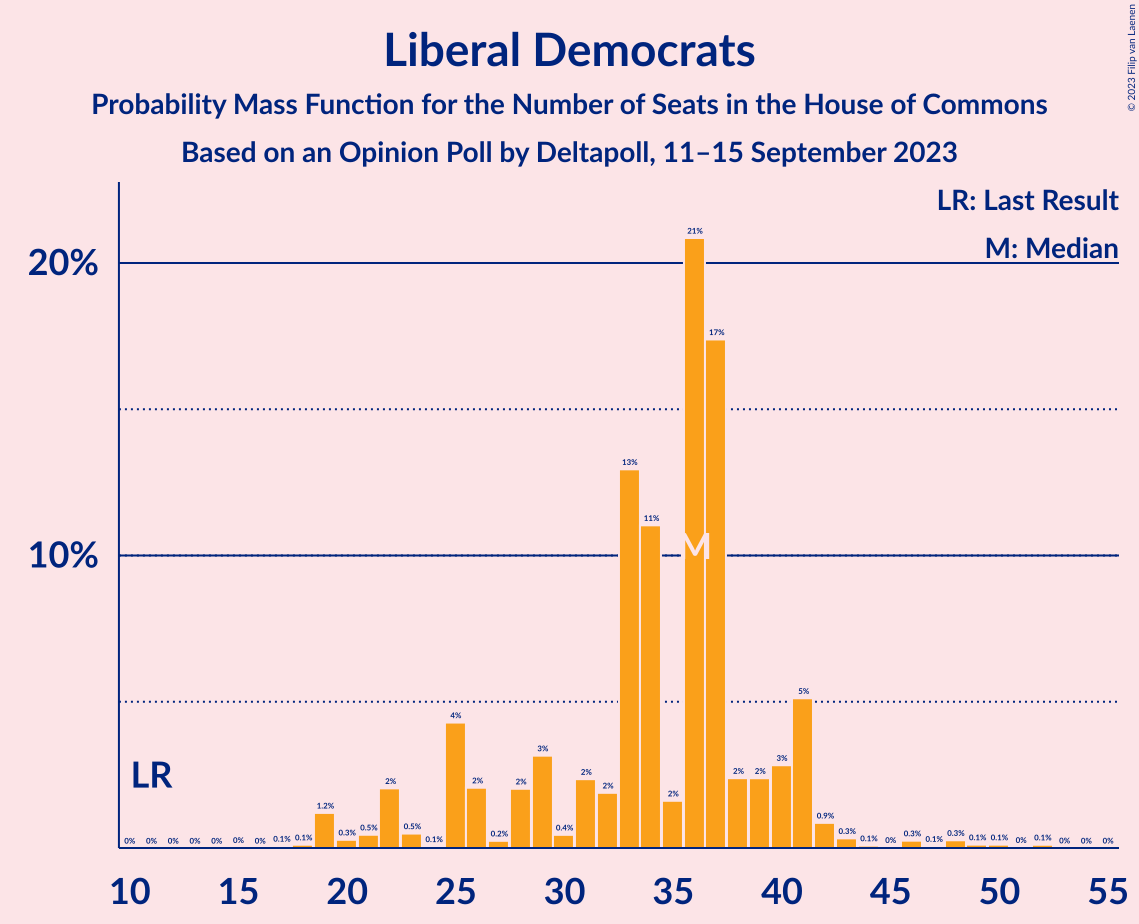 Liberal Democrats
Probability Mass Function for the Number of Seats in the House of Commons
Based on an Opinion Poll by Deltapoll, 11–15 September 2023
© 2023 Filip van Laenen
LR: Last Result
M: Median
20%
10%
LR
M
0% 0% 0% 0% 0% 0% 0% 0.1% 0.1% 1.2% 0.3% 0.5% 2% 0.5% 0.1% 4% 2% 0.2% 2% 3% 0.4% 2% 2% 13% 11% 2% 21% 17% 2% 2% 3% 5% 0.9% 0.3% 0.1% 0% 0.3% 0.1% 0.3% 0.1% 0.1% 0% 0.1% 0% 0% 0%
10 15 20 25 30 35 40 45 50 55